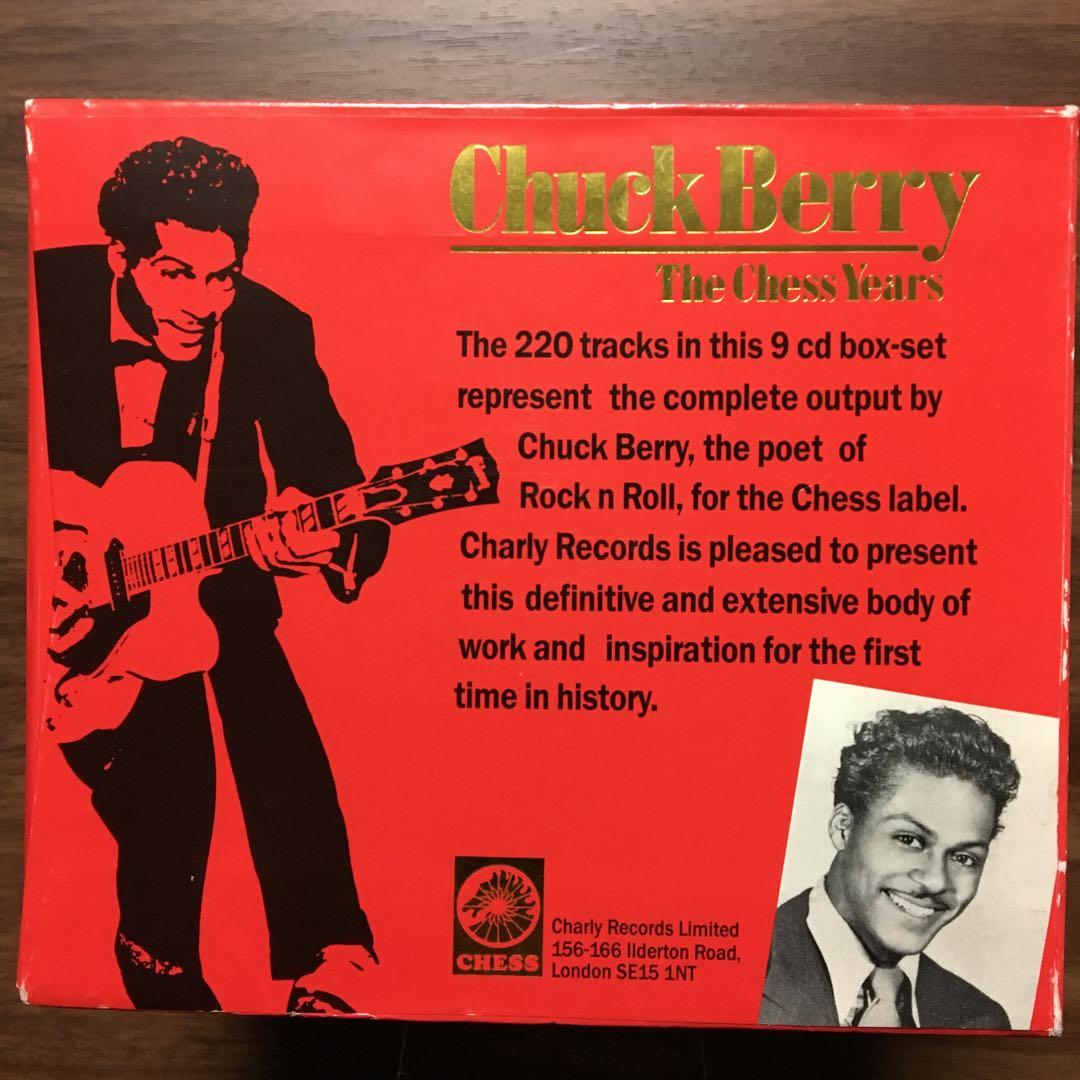 Chuck Berry
The Chess Years
The 220 tracks in this 9 cd box-set
represent the complete output by
Chuck Berry, the poet of
Rock n Roll, for the Chess label.
Charly Records is pleased to present
this definitive and extensive body of
work and inspiration for the first
time in history.
CHESS
Charly Records Limited
156-166 Ilderton Road,
London SE15 1NT